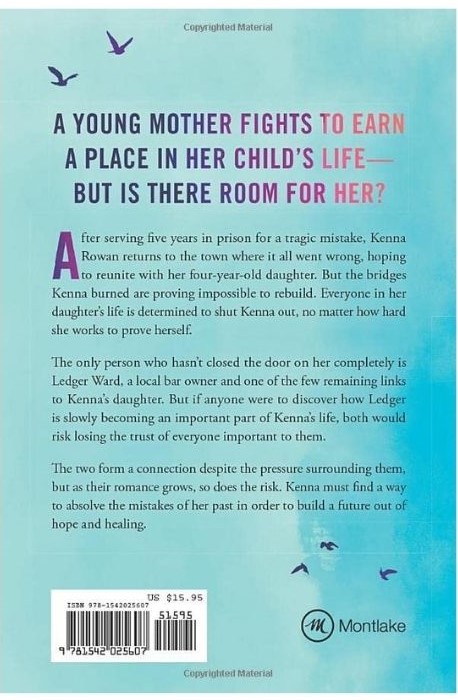 Copyrighted Material
A YOUNG MOTHER FIGHTS TO EARN
A PLACE IN HER CHILD'S LIFE—
BUT IS THERE ROOM FOR HER?
After serving five years in prison for a tragic mistake, Kenna
Rowan returns to the town where it all went wrong, hoping
to reunite with her four-year-old daughter. But the bridges
Kenna burned are proving impossible to rebuild. Everyone in her
daughter's life is determined to shut Kenna out, no matter how hard
she works to prove herself.
The only person who hasn't closed the door on her completely is
Ledger Ward, a local bar owner and one of the few remaining links
to Kenna's daughter. But if anyone were to discover how Ledger
is slowly becoming an important part of Kenna's life, both would
risk losing the trust of everyone important to them.
The two form a connection despite the pressure surrounding them,
but as their romance grows, so does the risk. Kenna must find a way
to absolve the mistakes of her past in order to build a future out of
hope and healing.
US $15.95
ISBN 978-1542025607
51595
9 781542 025607
M Montlake
Copyrighted Material